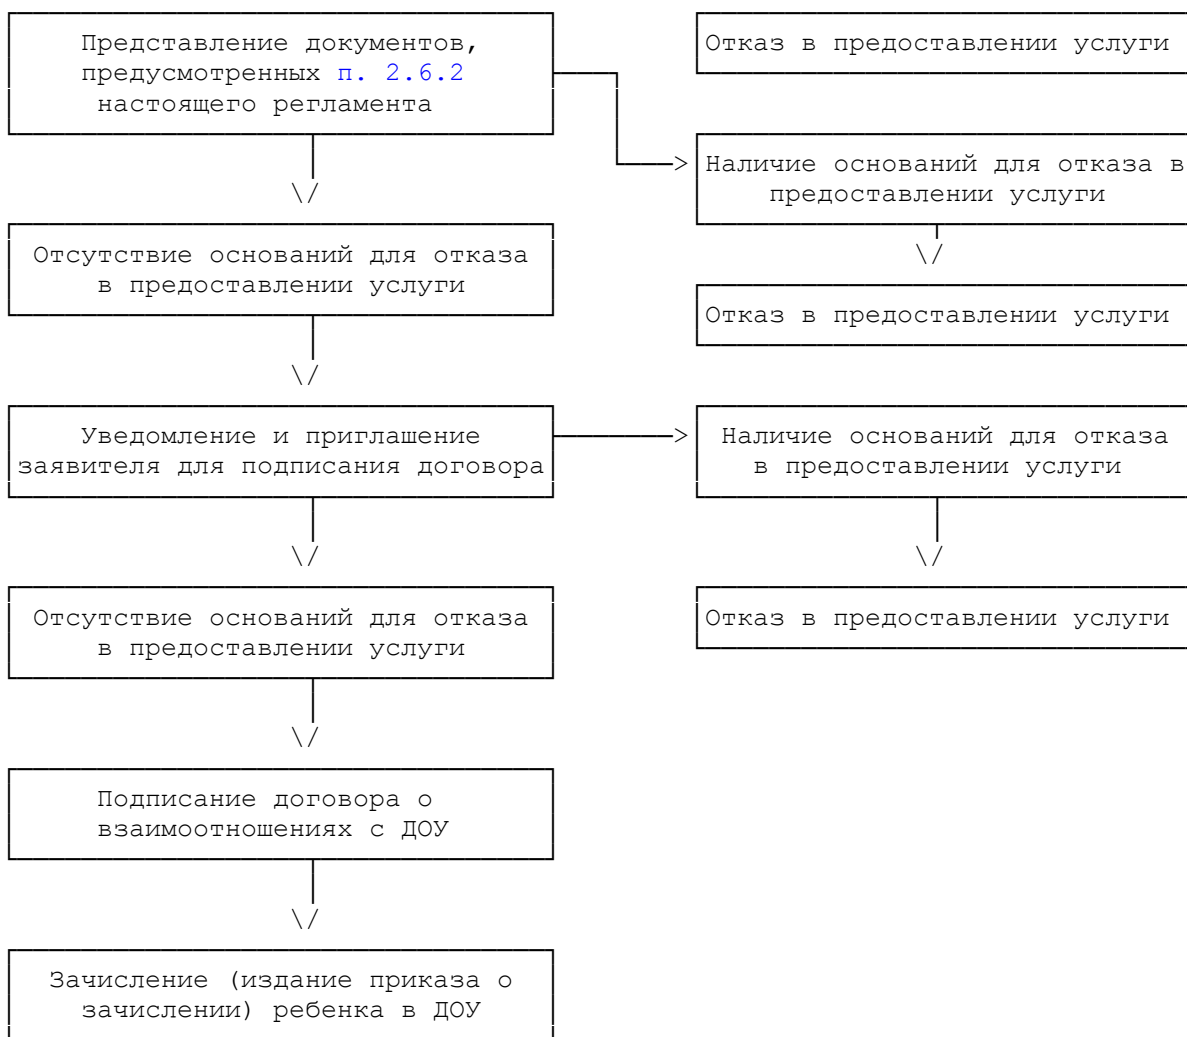 Представление документов,
предусмотренных п. 2.6.2
настоящего регламента
Отказ в предоставлении услуги
Наличие оснований для отказа в
предоставлении услуги
Отсутствие оснований для отказа
в предоставлении услуги
Отказ в предоставлении услуги
Уведомление и приглашение
заявителя для подписания договора
Наличие оснований для отказа
в предоставлении услуги
Отсутствие оснований для отказа
в предоставлении услуги
Отказ в предоставлении услуги
Подписание договора о
взаимоотношениях с ДОУ
Зачисление (издание приказа о
зачислении) ребенка в ДОУ